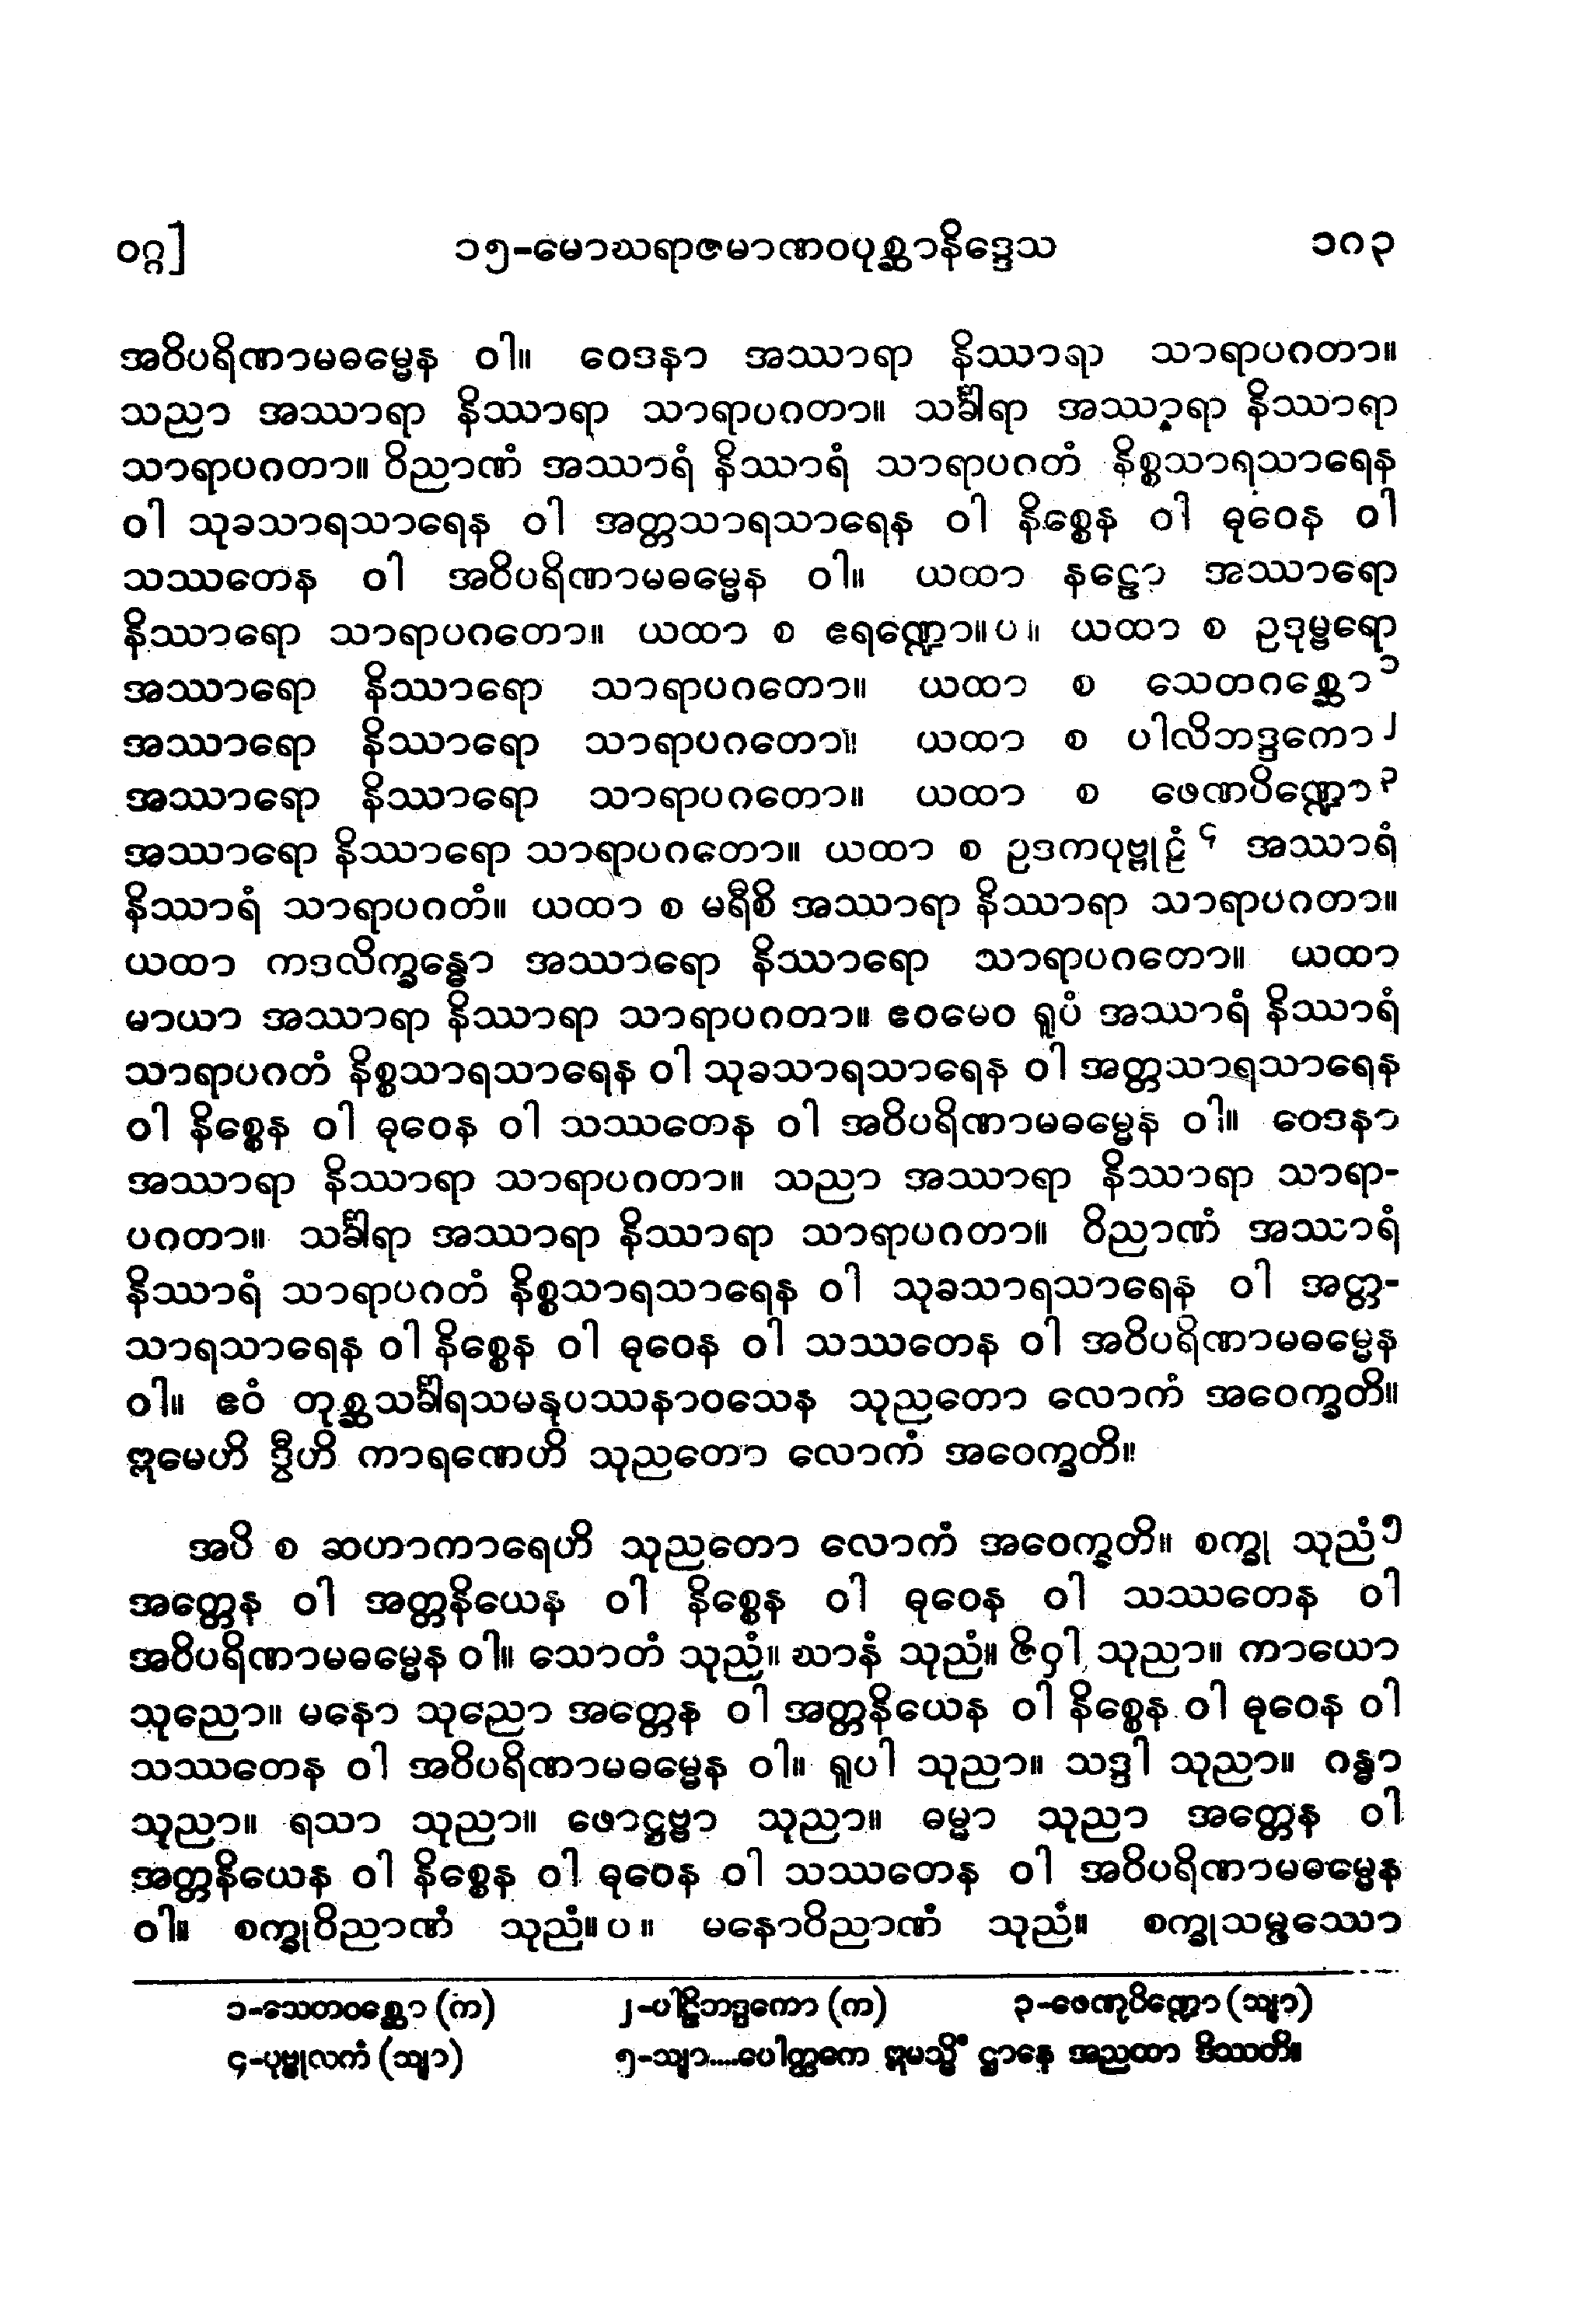 ဝဂ္ဂ] ၁၅-မောဃရာဇမာဏဝပုစ္ဆာနိဒ္ဒေသ ၁၈၃
အဝိပရိဏာမဓမ္မေန ဝါ။ ဝေဒနာ အဿာရာ နိဿာရာ သာရာပဂတာ။
သညာ အဿာရာ နိဿာရာ သာရာပဂတာ။ သင်္ခါရာ အဿာရာ နိဿာရာ
သာရာပဂတာ။ ဝိညာဏံ အဿာရံ နိဿာရံ သာရာပဂတံ နိစ္စသာရသာရေန
ဝါ သုခသာရသာရေန ဝါ အတ္တသာရသာရေန ဝါ နိစ္စေန ဝါ ဓုဝေန ဝါ
သဿတေန ဝါ အဝိပရိဏာမဓမ္မေန ဝါ။ ယထာ နဠော အဿာရော
နိဿာရော သာရာပဂတော။ ယထာ စ ဧရဏ္ဍော။ပ။ ယထာ စ ဥဒုမ္ဗရော
အဿာရော နိဿာရော သာရာပဂတော။ ယထာ စ သေတဂစ္ဆော ၁
အဿာရော နိဿာရော သာရာပဂတော။ ယထာ စ ပါလိဘဒ္ဒကော ၂
အဿာရော နိဿာရော သာရာပဂတော။ ယထာ စ ဖေဏပိဏ္ဍော ၃
အဿာရော နိဿာရော သာရာပဂတော။ ယထာ စ ဥဒကပုဗ္ဗုဠံ ၄ အဿာရံ
နိဿာရံ သာရာပဂတံ။ ယထာ စ မရီစိ အဿာရာ နိဿာရာ သာရာပဂတာ။
ယထာ ကဒလိက္ခန္ဓော အဿာရော နိဿာရော သာရာပဂတော။ ယထာ
မာယာ အဿာရာ နိဿာရာ သာရာပဂတာ။ ဧဝမေဝ ရူပံ အဿာရံ နိဿာရံ
သာရာပဂတံ နိစ္စသာရသာရေန ဝါ သုခသာရသာရေန ဝါ အတ္တသာရသာရေန
ဝါ နိစ္စေန ဝါ ဓုဝေန ဝါ သဿတေန ဝါ အဝိပရိဏာမဓမ္မေန ဝါ။ ဝေဒနာ
အဿာရာ နိဿာရာ သာရာပဂတာ။ သညာ အဿာရာ နိဿာရာ သာရာ-
ပဂတာ။ သင်္ခါရာ အဿာရာ နိဿာရာ သာရာပဂတာ။ ဝိညာဏံ အဿာရံ
နိဿာရံ သာရာပဂတံ နိစ္စသာရသာရေန ဝါ သုခသာရသာရေန ဝါ အတ္တ-
သာရသာရေန ဝါ နိစ္စေန ဝါ ဓုဝေန ဝါ သဿတေန ဝါ အဝိပရိဏာမဓမ္မေန
ဝါ။ ဧဝံ တုစ္ဆသင်္ခါရသမနုပဿနာဝသေန သုညတော လောကံ အဝေက္ခတိ။
ဣမေဟိ ဒွီဟိ ကာရဏေဟိ သုညတော လောကံ အဝေက္ခတိ။
အပိ စ ဆဟာကာရေဟိ သုညတော လောကံ အဝေက္ခတိ။ စက္ခု သုညံ ၅
အတ္တေန ဝါ အတ္တနိယေန ဝါ နိစ္စေန ဝါ ဓုဝေန ဝါ သဿတေန ဝါ
အဝိပရိဏာမဓမ္မေန ဝါ။ သောတံ သုညံ။ ဃာနံ သုညံ။ ဇိဝှါ သုညာ။ ကာယော
သုညော။ မနော သုညော အတ္တေန ဝါ အတ္တနိယေန ဝါ နိစ္စေန ဝါ ဓုဝေန ဝါ
သဿတေန ဝါ အဝိပရိဏာမဓမ္မေန ဝါ။ ရူပါ သုညာ။ သဒ္ဒါ သုညာ။ ဂန္ဓာ
သုညာ။ ရသာ သုညာ။ ဖောဋ္ဌဗ္ဗာ သုညာ။ ဓမ္မာ သုညာ အတ္တေန ဝါ
အတ္တနိယေန ဝါ နိစ္စေန ဝါ ဓုဝေန ဝါ သဿတေန ဝါ အဝိပရိဏာမဓမ္မေန
ဝါ။ စက္ခုဝိညာဏံ သုညံ။ပ။ မနောဝိညာဏံ သုညံ။ စက္ခုသမ္ဖဿော
၁-သေတဝစ္ဆော (က) ၂-ပါဠိဘဒ္ဒကော (က) ၃-ဖေဏုပိဏ္ဍော (သျာ)
၄-ပုဗ္ဗုလကံ (သျာ) ၅-သျာ....ပေါတ္ထကေ ဣမသ္မိံ ဌာနေ အညထာ ဒိဿတိ။